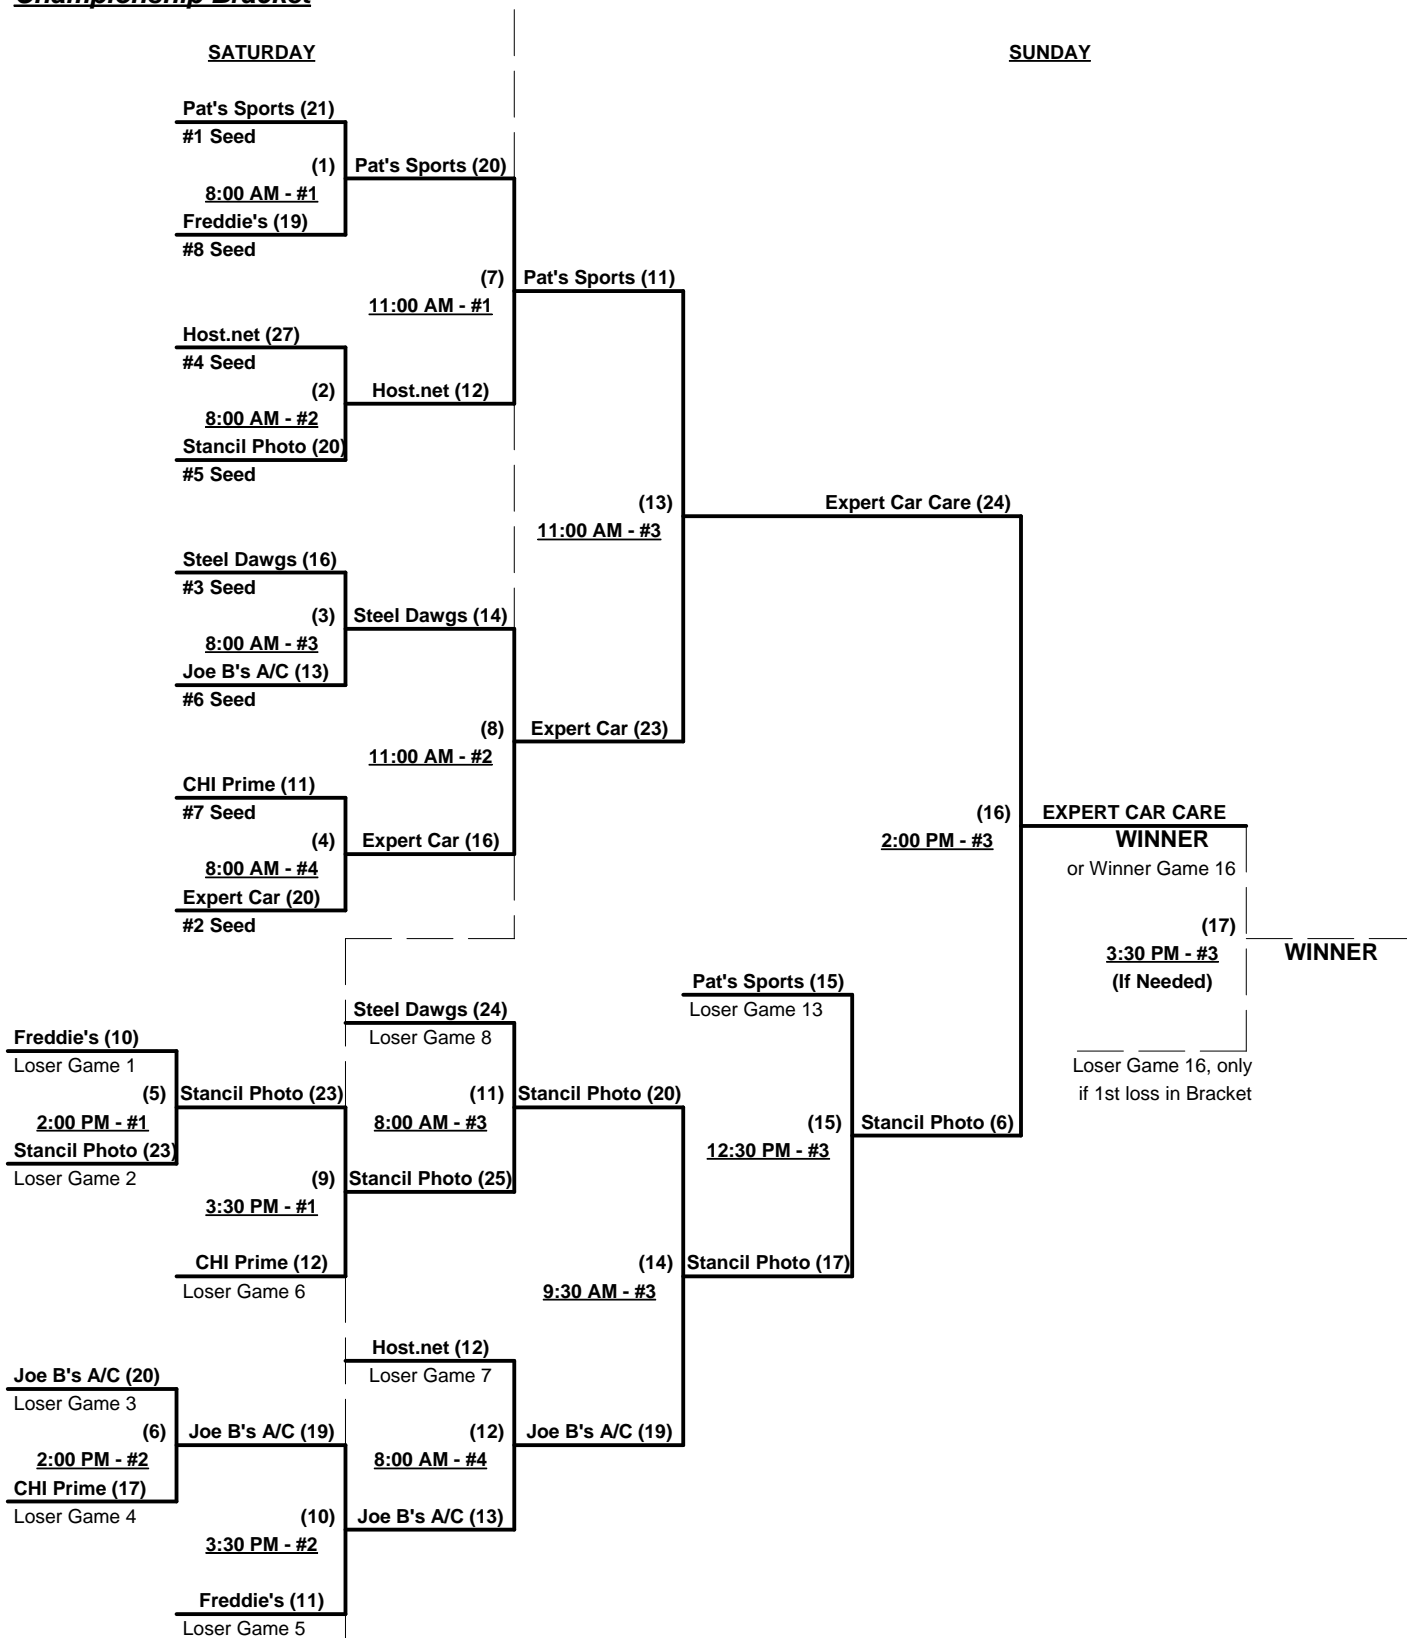 Championship Bracket
SATURDAY
SUNDAY
Pat's Sports (21)
#1 Seed
(1)
Pat's Sports (20)
8:00 AM - #1
Freddie's (19)
#8 Seed
(7)
Pat's Sports (11)
11:00 AM - #1
Host.net (27)
#4 Seed
(2)
Host.net (12)
8:00 AM - #2
Stancil Photo (20)
#5 Seed
(13)
Expert Car Care (24)
11:00 AM - #3
Steel Dawgs (16)
#3 Seed
(3)
Steel Dawgs (14)
8:00 AM - #3
Joe B's A/C (13)
#6 Seed
(8)
Expert Car (23)
11:00 AM - #2
CHI Prime (11)
#7 Seed
(4)
Expert Car (16)
8:00 AM - #4
Expert Car (20)
#2 Seed
(16)
EXPERT CAR CARE
2:00 PM - #3
WINNER
or Winner Game 16
(17)
3:30 PM - #3
WINNER
(If Needed)
Loser Game 16, only
if 1st loss in Bracket
Pat's Sports (15)
Loser Game 13
Steel Dawgs (24)
Loser Game 8
Freddie's (10)
Loser Game 1
(5)
Stancil Photo (23)
2:00 PM - #1
Stancil Photo (23)
Loser Game 2
(11)
Stancil Photo (20)
8:00 AM - #3
(15)
Stancil Photo (6)
12:30 PM - #3
(9)
Stancil Photo (25)
3:30 PM - #1
CHI Prime (12)
Loser Game 6
(14)
Stancil Photo (17)
9:30 AM - #3
Host.net (12)
Loser Game 7
Joe B's A/C (20)
Loser Game 3
(6)
Joe B's A/C (19)
2:00 PM - #2
CHI Prime (17)
Loser Game 4
(12)
Joe B's A/C (19)
8:00 AM - #4
(10)
Joe B's A/C (13)
3:30 PM - #2
Freddie's (11)
Loser Game 5